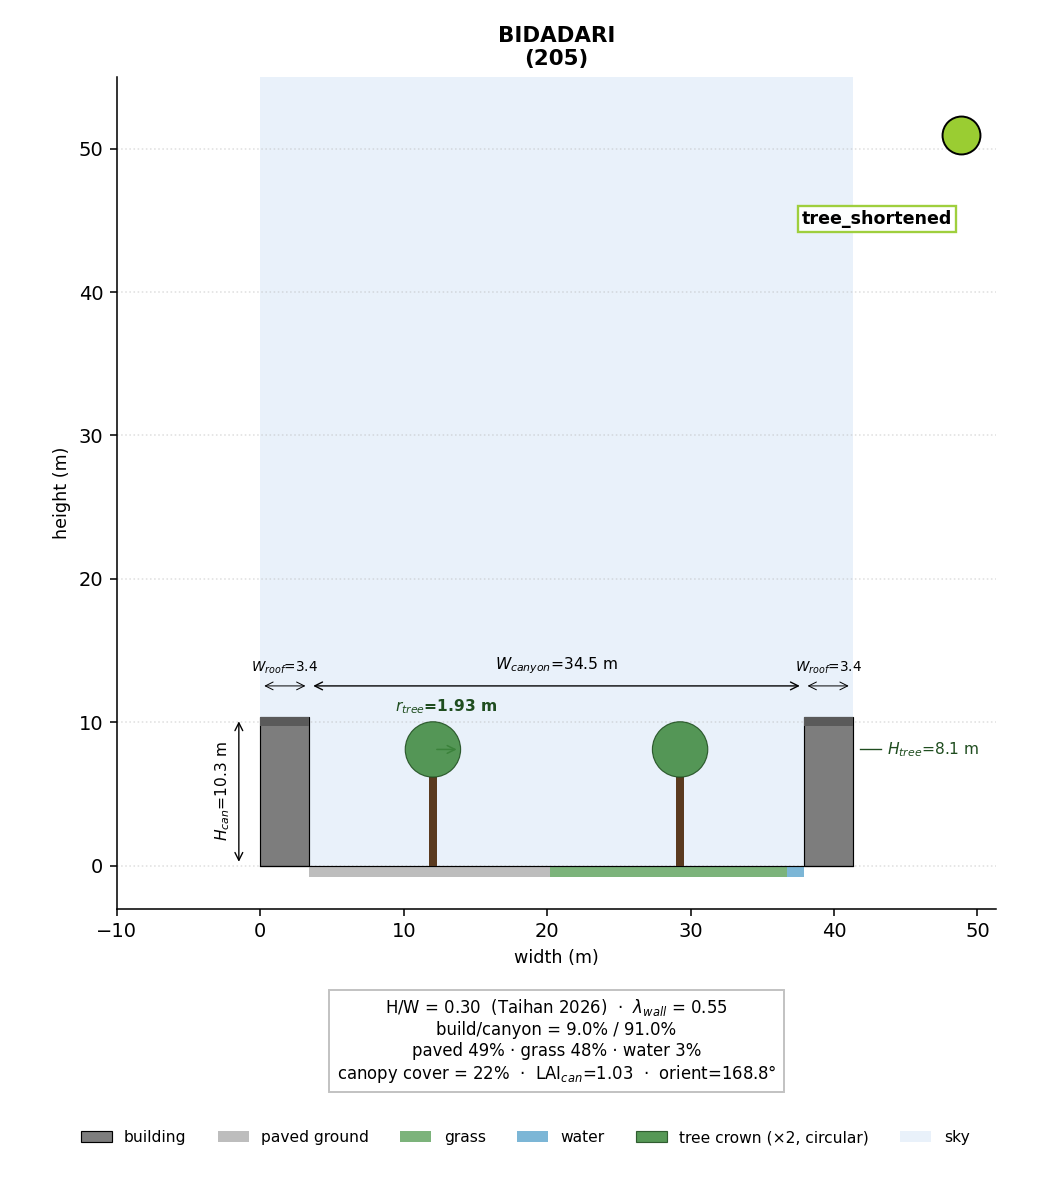 BIDADARI
(205)
50
40
30
20
10
0
height (m)
tree_shortened
W_roof=3.4
W_canyon=34.5 m
W_roof=3.4
r_tree=1.93 m
H_can=10.3 m
H_tree=8.1 m
−10
0
10
20
30
40
50
width (m)
H/W = 0.30 (Taihan 2026) · λ_wall = 0.55
build/canyon = 9.0% / 91.0%
paved 49% · grass 48% · water 3%
canopy cover = 22% · LAI_can=1.03 · orient=168.8°
building
paved ground
grass
water
tree crown (×2, circular)
sky